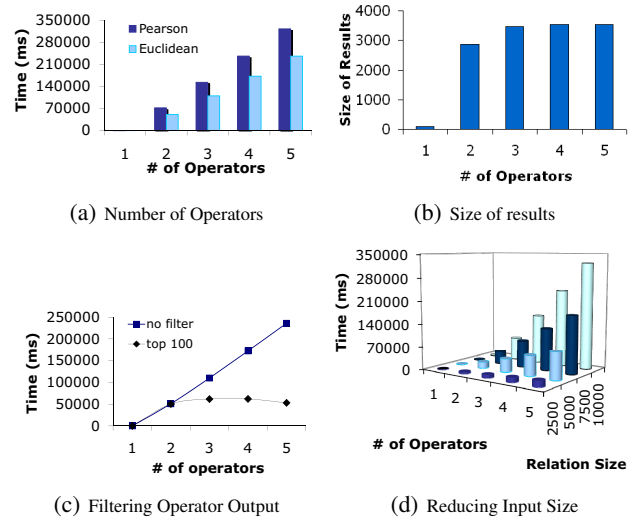 350000
280000
210000
140000
70000
0
Time (ms)
Pearson
Euclidean
1 2 3 4 5
# of Operators
(a) Number of Operators
4000
3000
2000
1000
0
Size of Results
1 2 3 4 5
# of Operators
(b) Size of results
250000
200000
150000
100000
50000
0
Time (ms)
no filter
top 100
1 2 3 4 5
# of operators
(c) Filtering Operator Output
350000
280000
210000
140000
70000
0
Time (ms)
1 2 3 4 5
# of Operators
2500
5000
7500
10000
Relation Size
(d) Reducing Input Size